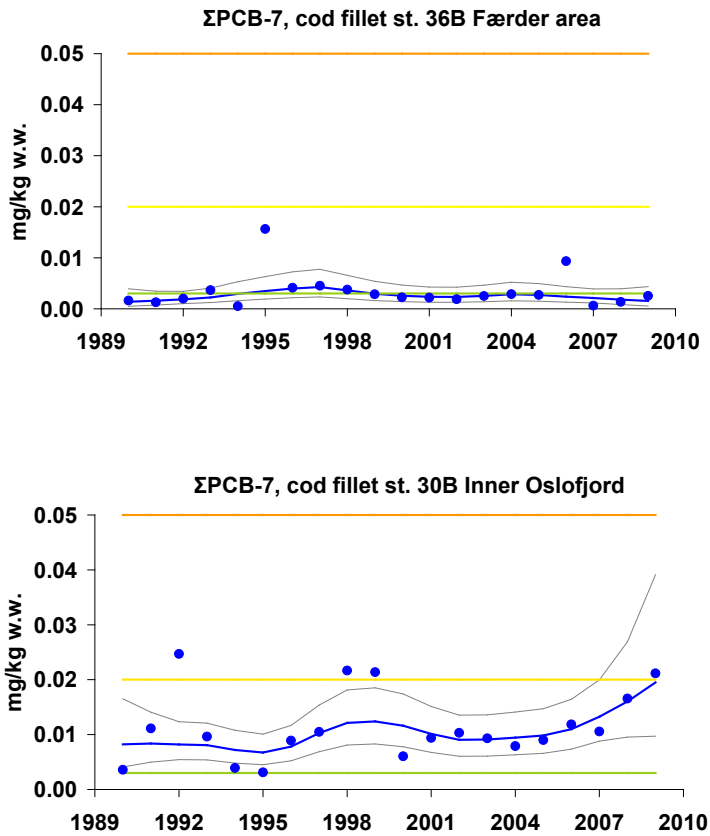 ΣPCB-7, cod fillet st. 36B Færder area
mg/kg w.w.
0.05
0.04
0.03
0.02
0.01
0.00
1989 1992 1995 1998 2001 2004 2007 2010
ΣPCB-7, cod fillet st. 30B Inner Oslofjord
mg/kg w.w.
0.05
0.04
0.03
0.02
0.01
0.00
1989 1992 1995 1998 2001 2004 2007 2010